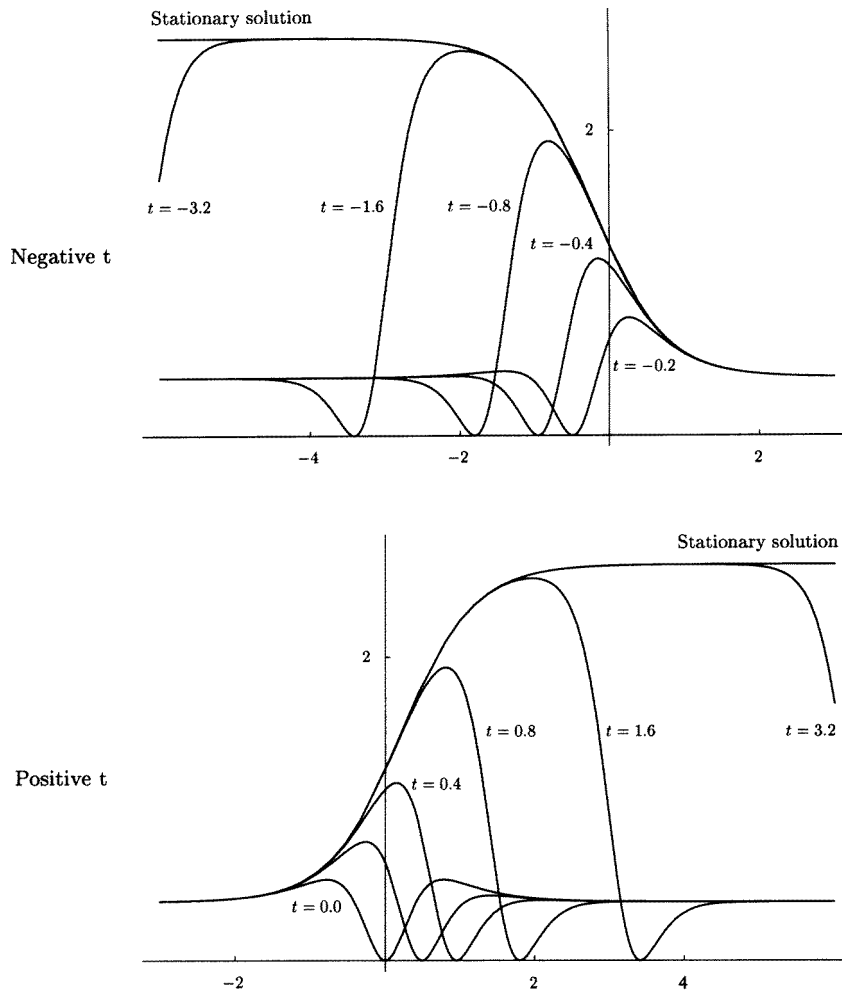 Stationary solution
2
t = −3.2
t = −1.6
t = −0.8
t = −0.4
Negative t
t = −0.2
−4
−2
2
Stationary solution
2
t = 0.8
t = 1.6
t = 3.2
Positive t
t = 0.4
t = 0.0
−2
2
4